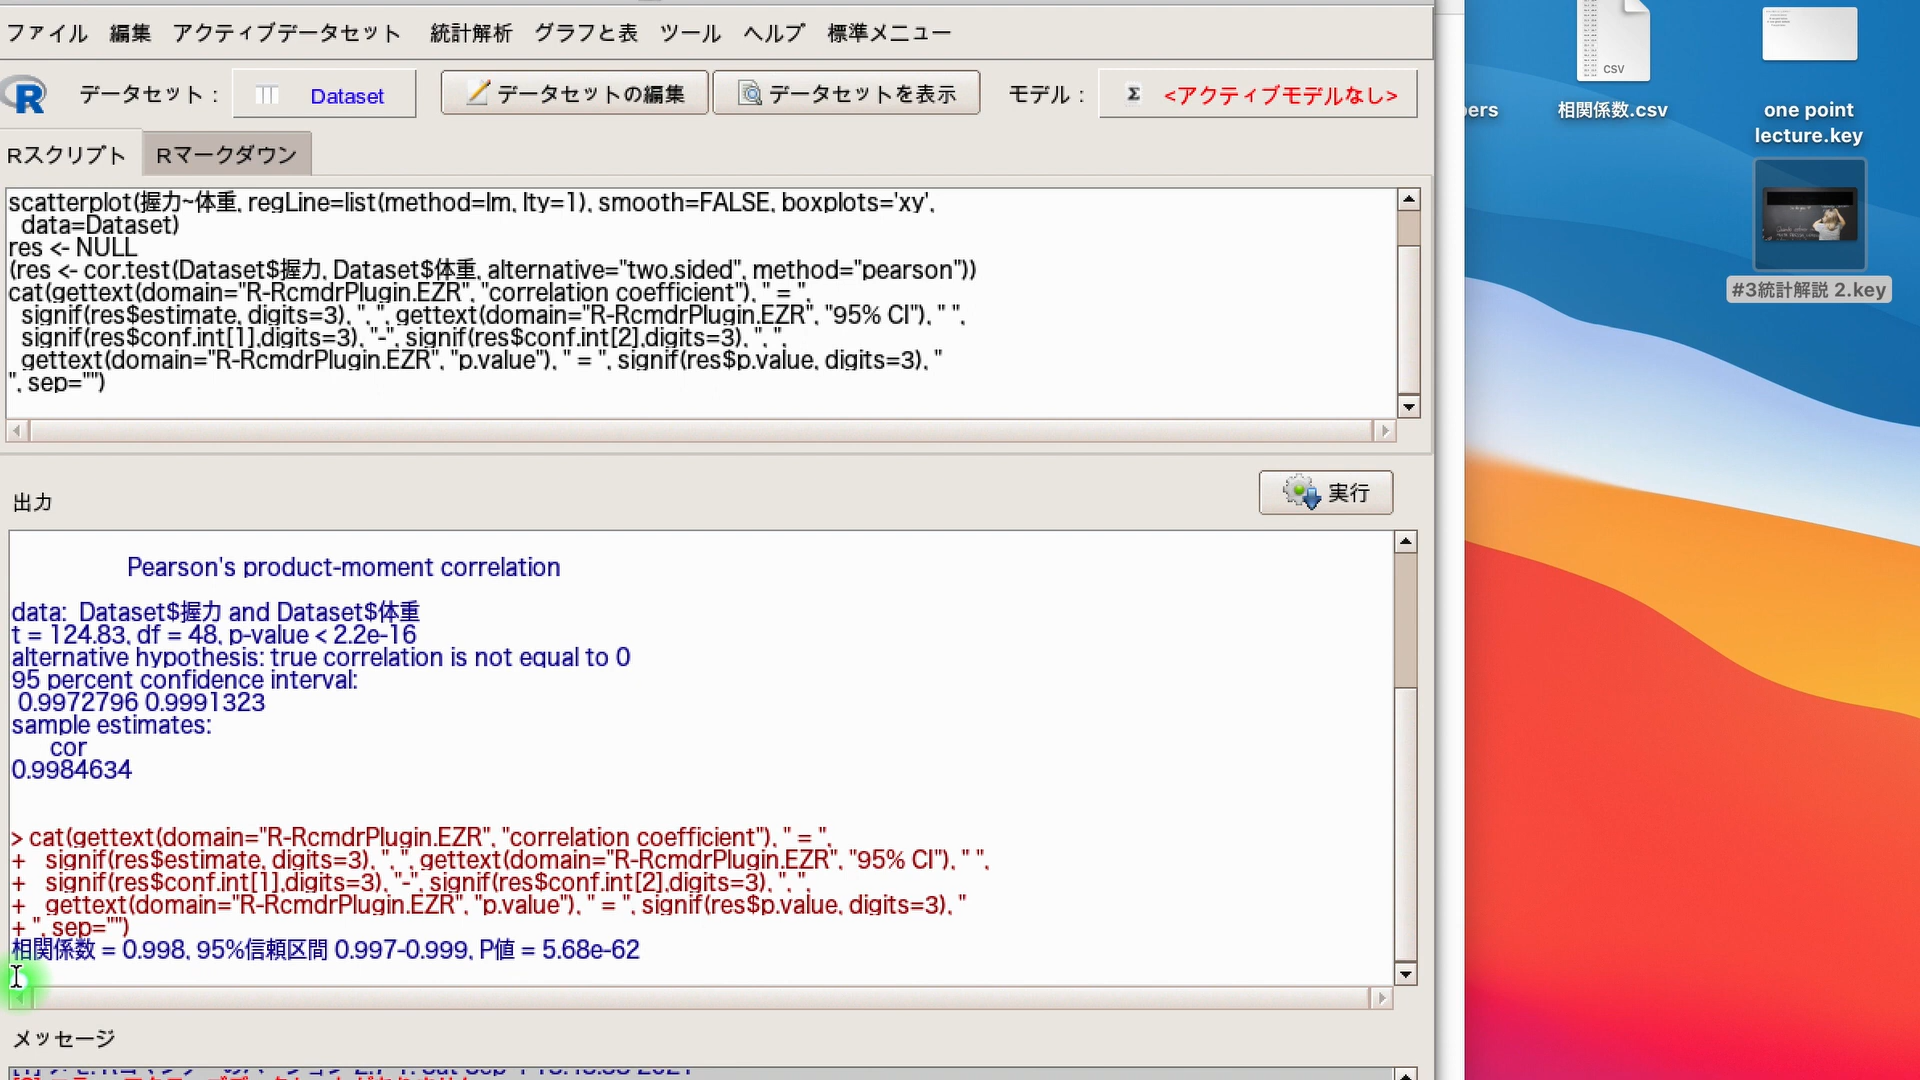 ファイル 編集 アクティブデータセット 統計解析 グラフと表 ツール ヘルプ 標準メニュー
R データセット : Dataset データセットの編集 データセットを表示 モデル : Σ <アクティブモデルなし>
Rスクリプト Rマークダウン
scatterplot(握力~体重, regLine=list(method=lm, lty=1), smooth=FALSE, boxplots='xy',
data=Dataset)
res <- NULL
(res <- cor.test(Dataset$握力, Dataset$体重, alternative="two.sided", method="pearson"))
cat(gettext(domain="R-RcmdrPlugin.EZR", "correlation coefficient"), " = ",
signif(res$estimate, digits=3), ", ", gettext(domain="R-RcmdrPlugin.EZR", "95% CI"), " ",
signif(res$conf.int[1],digits=3), "-", signif(res$conf.int[2],digits=3), ", ",
gettext(domain="R-RcmdrPlugin.EZR", "p.value"), " = ", signif(res$p.value, digits=3), "
", sep="")
実行
出力
Pearson's product-moment correlation
data:  Dataset$握力 and Dataset$体重
t = 124.83, df = 48, p-value < 2.2e-16
alternative hypothesis: true correlation is not equal to 0
95 percent confidence interval:
0.9972796 0.9991323
sample estimates:
cor
0.9984634
> cat(gettext(domain="R-RcmdrPlugin.EZR", "correlation coefficient"), " = ",
+ signif(res$estimate, digits=3), ", ", gettext(domain="R-RcmdrPlugin.EZR", "95% CI"), " ",
+ signif(res$conf.int[1],digits=3), "-", signif(res$conf.int[2],digits=3), ", ",
+ gettext(domain="R-RcmdrPlugin.EZR", "p.value"), " = ", signif(res$p.value, digits=3), "
+ ", sep="")
相関係数 = 0.998, 95%信頼区間 0.997-0.999, P値 = 5.68e-62
メッセージ
CSV
相関係数.csv
one point
lecture.key
#3統計解説 2.key